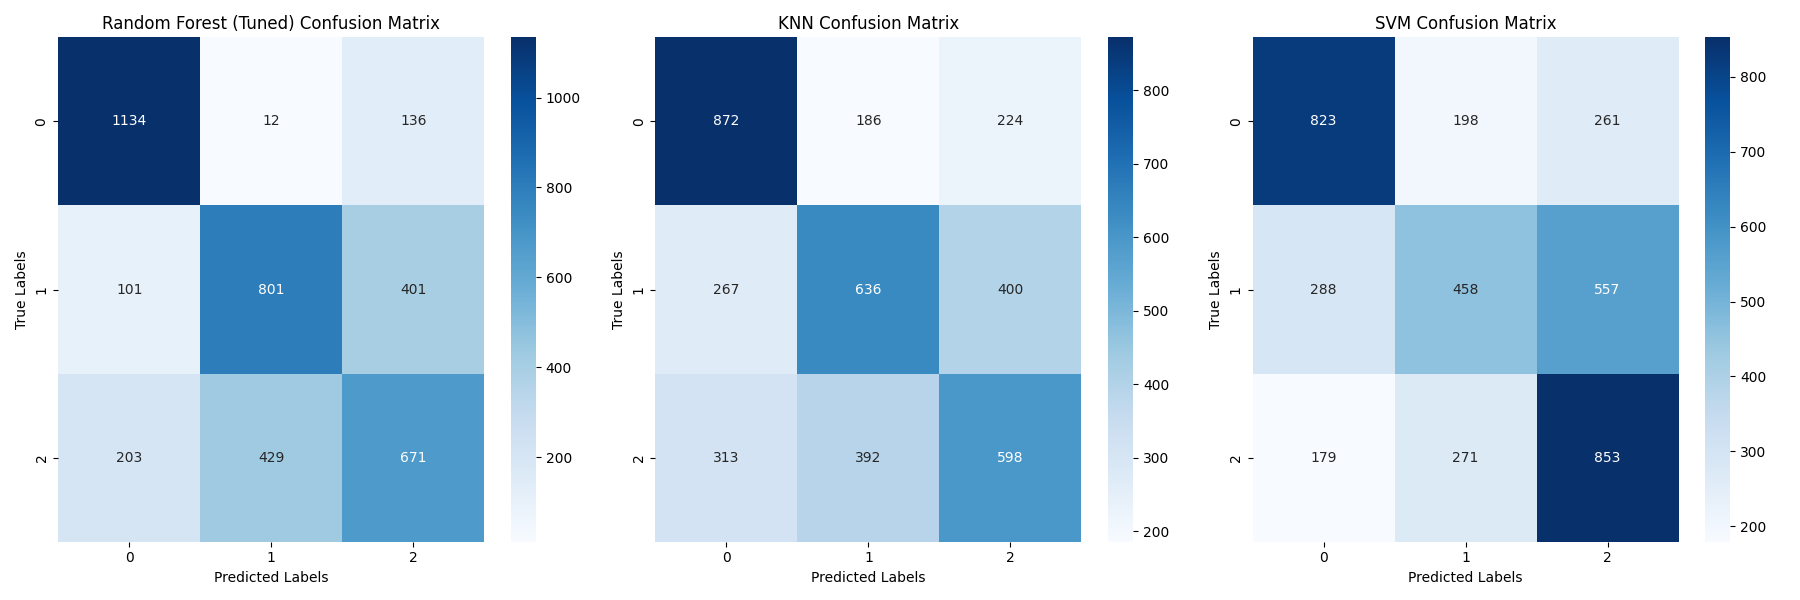 Random Forest (Tuned) Confusion Matrix
1134 12 136
101 801 401
203 429 671
0
1
2
True Labels
0 1 2
Predicted Labels
1000
800
600
400
200
KNN Confusion Matrix
872 186 224
267 636 400
313 392 598
0
1
2
True Labels
0 1 2
Predicted Labels
800
700
600
500
400
300
200
SVM Confusion Matrix
823 198 261
288 458 557
179 271 853
0
1
2
True Labels
0 1 2
Predicted Labels
800
700
600
500
400
300
200